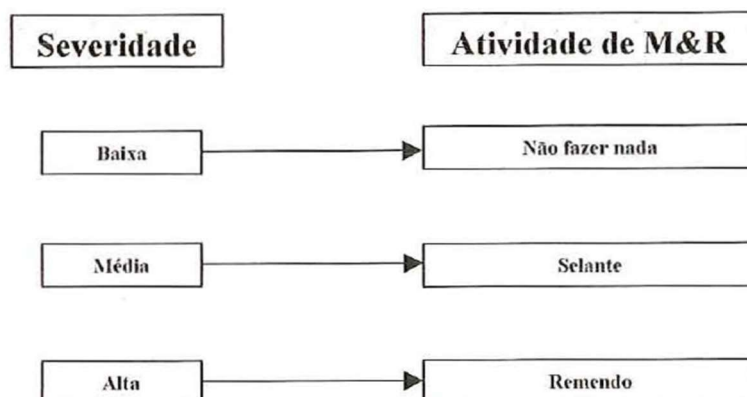 Severidade
Atividade de M&R
Baixa
Não fazer nada
Média
Selante
Alta
Remendo